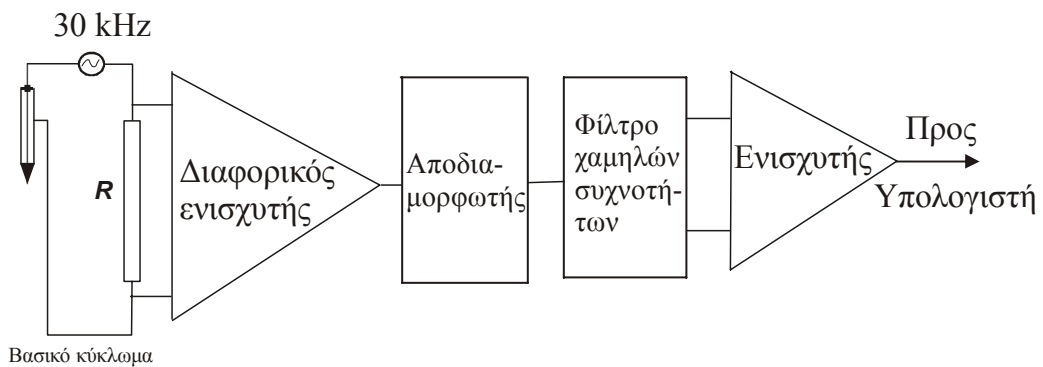 30 kHz
R
Διαφορικός
ενισχυτής
Αποδια-
μορφωτής
Φίλτρο
χαμηλών
συχνοτή-
των
Ενισχυτής
Προς
Υπολογιστή
Βασικό κύκλωμα